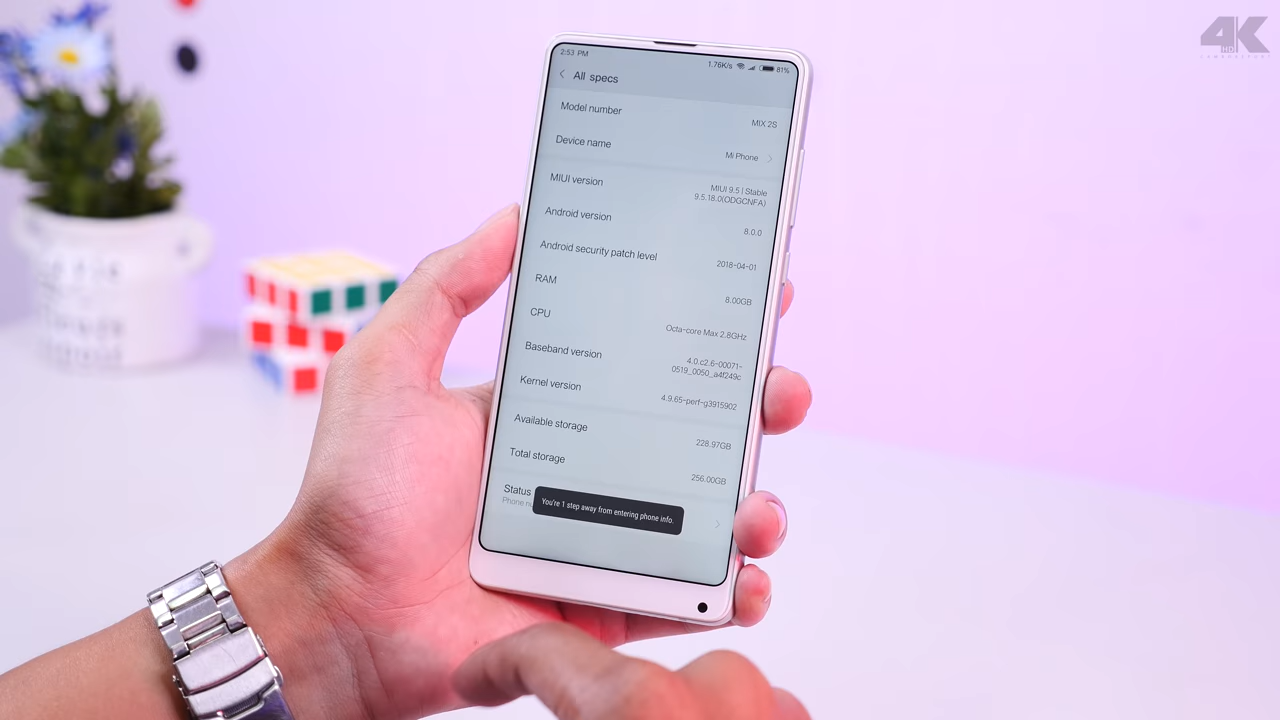 4K
HD
2:53 PM
1.76K/s 81%
All specs
Model number
MIX 2S
Device name
Mi Phone
MIUI version
MIUI 9.5 | Stable
9.5.18.0(ODGCNFA)
Android version
8.0.0
Android security patch level
2018-04-01
RAM
8.00GB
CPU
Octa-core Max 2.8GHz
Baseband version
4.0.c2.6-00071-
0519_0050_a4f249c
Kernel version
4.9.65-perf-g3915902
Available storage
228.97GB
Total storage
256.00GB
Status
Phone
You're 1 step away from entering phone info.